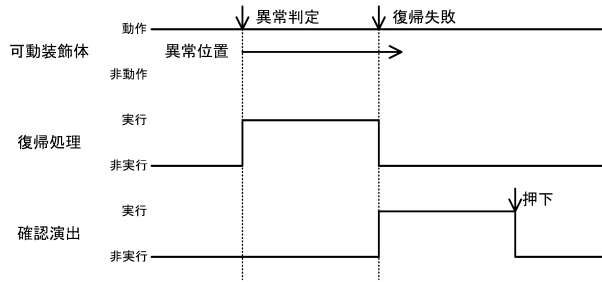 異常判定
復帰失敗
動作
可動装飾体
異常位置
非動作
実行
復帰処理
非実行
実行
押下
確認演出
非実行